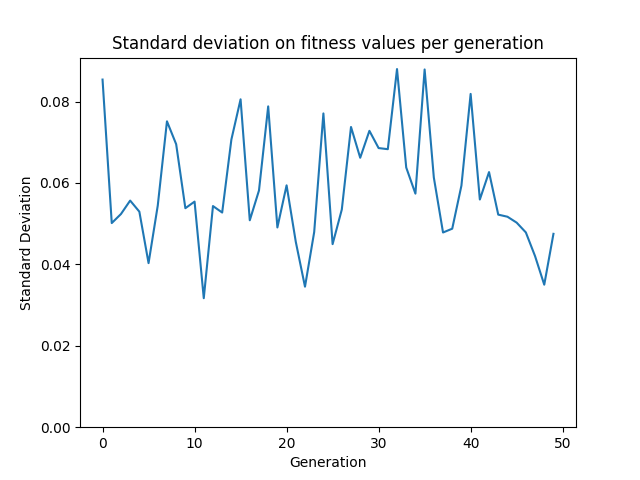 Standard deviation on fitness values per generation
0.08
0.06
0.04
0.02
0.00
Standard Deviation
0 10 20 30 40 50
Generation